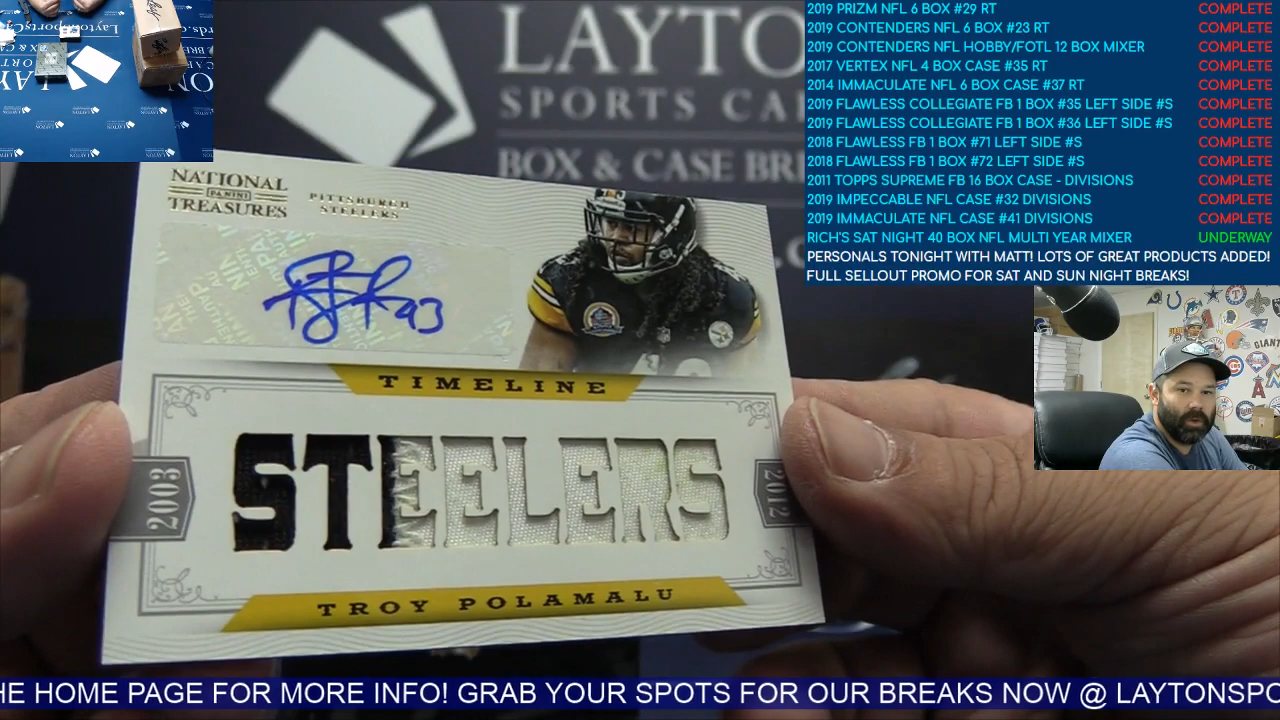 2019 PRIZM NFL 6 BOX #29 RT COMPLETE
2019 CONTENDERS NFL 6 BOX #23 RT COMPLETE
2019 CONTENDERS NFL HOBBY/FOTL 12 BOX MIXER COMPLETE
2017 VERTEX NFL 4 BOX CASE #35 RT COMPLETE
2014 IMMACULATE NFL 6 BOX CASE #37 RT COMPLETE
2019 FLAWLESS COLLEGIATE FB 1 BOX #35 LEFT SIDE #S COMPLETE
2019 FLAWLESS COLLEGIATE FB 1 BOX #36 LEFT SIDE #S COMPLETE
2018 FLAWLESS FB 1 BOX #71 LEFT SIDE #S COMPLETE
2018 FLAWLESS FB 1 BOX #72 LEFT SIDE #S COMPLETE
2011 TOPPS SUPREME FB 16 BOX CASE - DIVISIONS COMPLETE
2019 IMPECCABLE NFL CASE #32 DIVISIONS COMPLETE
2019 IMMACULATE NFL CASE #41 DIVISIONS COMPLETE
RICH'S SAT NIGHT 40 BOX NFL MULTI YEAR MIXER UNDERWAY
PERSONALS TONIGHT WITH MATT! LOTS OF GREAT PRODUCTS ADDED!
FULL SELLOUT PROMO FOR SAT AND SUN NIGHT BREAKS!
LAYTO
SPORTS CA
BOX & CASE BRE
NATIONAL
PANINI
TREASURES
PITTSBURGH
STEELERS
TIMELINE
STEELERS
2003
2012
TROY POLAMALU
HE HOME PAGE FOR MORE INFO! GRAB YOUR SPOTS FOR OUR BREAKS NOW @ LAYTONSPO